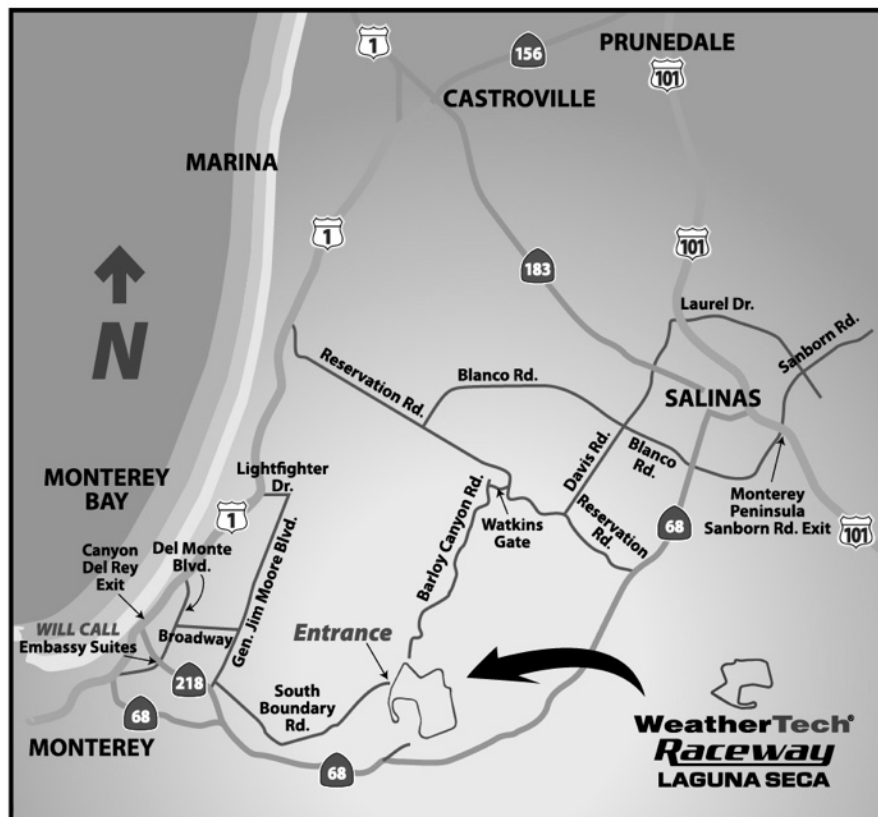 1
156
PRUNEDALE
101
CASTROVILLE
MARINA
1
101
183
N
Laurel Dr.
Sanborn Rd.
Reservation Rd.
Blanco Rd.
SALINAS
Davis Rd.
Blanco
Rd.
MONTEREY
BAY
Lightfighter
Dr.
1
Barloy Canyon Rd.
Watkins
Gate
Reservation
Rd.
68
Monterey
Peninsula
Sanborn Rd. Exit
101
Canyon
Del Rey
Exit
Del Monte
Blvd.
Gen. Jim Moore Blvd.
WILL CALL
Embassy Suites
Broadway
Entrance
218
South
Boundary
Rd.
68
MONTEREY
68
WeatherTech®
Raceway
LAGUNA SECA